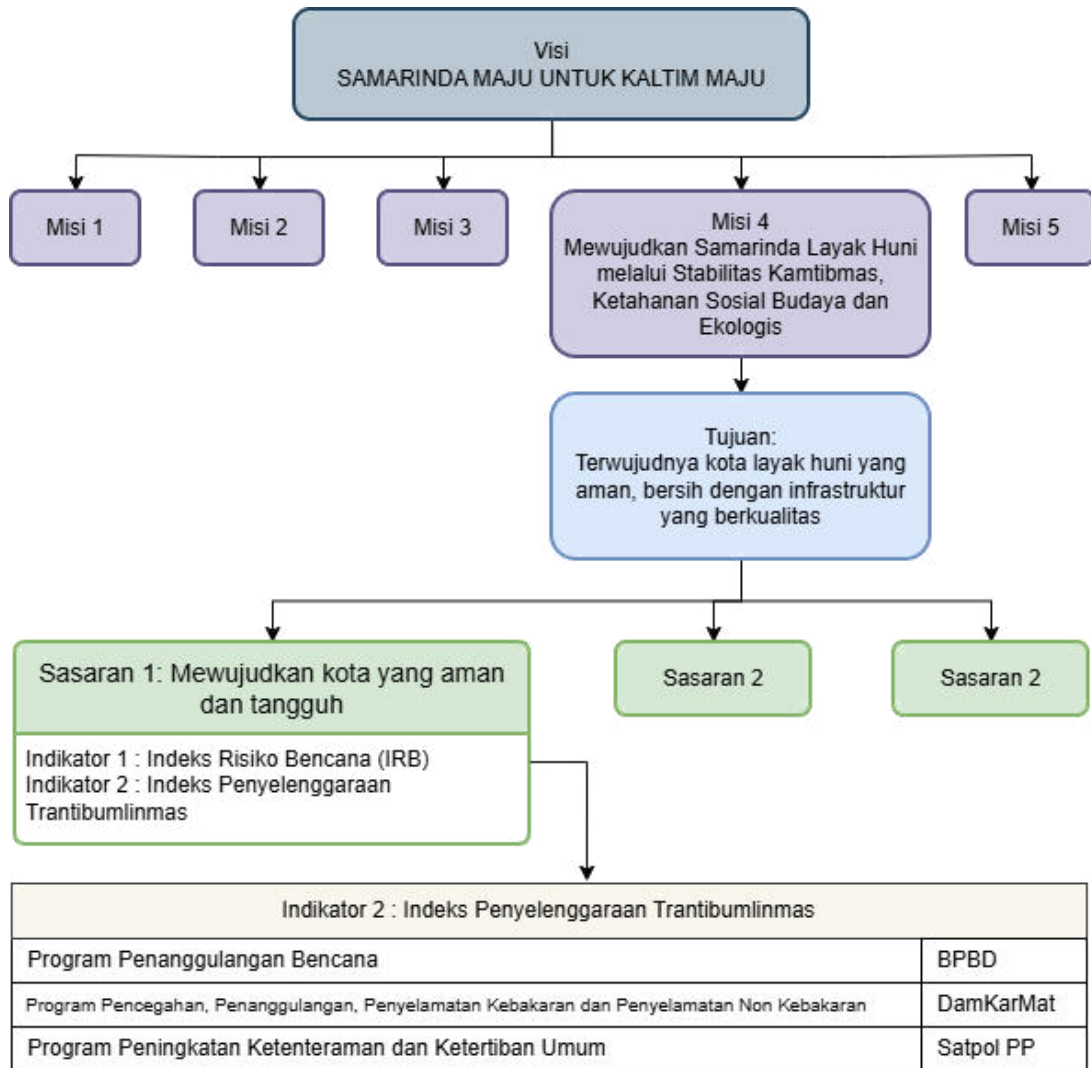 Visi
SAMARINDA MAJU UNTUK KALTIM MAJU
Misi 1
Misi 2
Misi 3
Misi 4
Mewujudkan Samarinda Layak Huni
melalui Stabilitas Kamtibmas,
Ketahanan Sosial Budaya dan
Ekologis
Misi 5
Tujuan:
Terwujudnya kota layak huni yang
aman, bersih dengan infrastruktur
yang berkualitas
Sasaran 1: Mewujudkan kota yang aman
dan tangguh
Indikator 1 : Indeks Risiko Bencana (IRB)
Indikator 2 : Indeks Penyelenggaraan
Trantibumlinmas
Sasaran 2
Sasaran 2
Indikator 2 : Indeks Penyelenggaraan Trantibumlinmas
Program Penanggulangan Bencana BPBD
Program Pencegahan, Penanggulangan, Penyelamatan Kebakaran dan Penyelamatan Non Kebakaran DamKarMat
Program Peningkatan Ketenteraman dan Ketertiban Umum Satpol PP